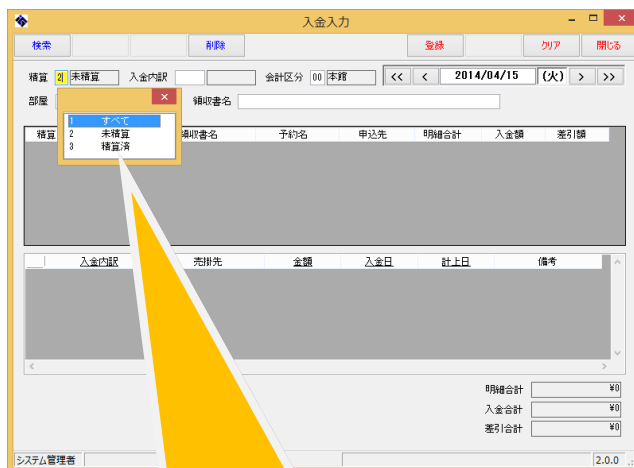 入金入力
検索 削除 登録 クリア 閉じる
精算 2 未精算 入金内訳 会計区分 00 本館 << < 2014/04/15 (火) > >>
部屋 領収書名
1 すべて
2 未精算
3 精算済
精算 領収書名 予約名 申込先 明細合計 入金額 差引額
入金内訳 売掛先 金額 入金日 計上日 備考
明細合計 ¥0
入金合計 ¥0
差引合計 ¥0
システム管理者 2.0.0